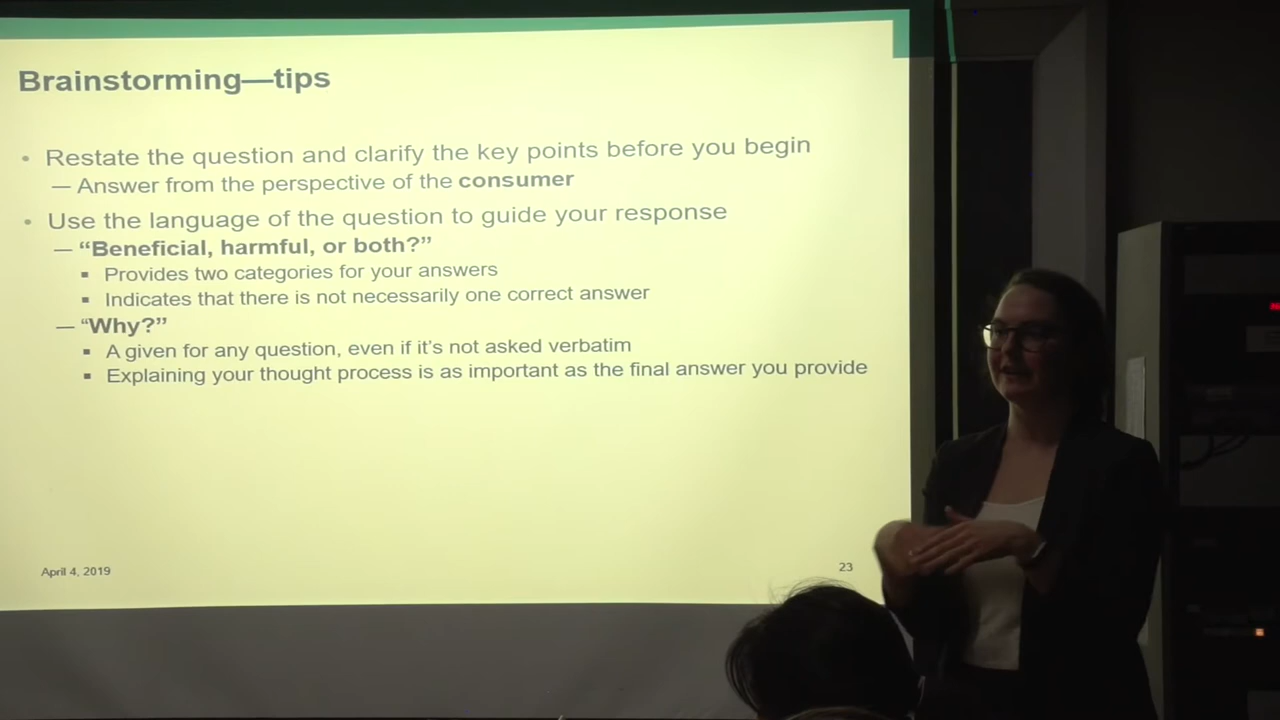 Brainstorming—tips
• Restate the question and clarify the key points before you begin
— Answer from the perspective of the consumer
• Use the language of the question to guide your response
— “Beneficial, harmful, or both?”
▪ Provides two categories for your answers
▪ Indicates that there is not necessarily one correct answer
— “Why?”
▪ A given for any question, even if it’s not asked verbatim
▪ Explaining your thought process is as important as the final answer you provide
April 4, 2019
23